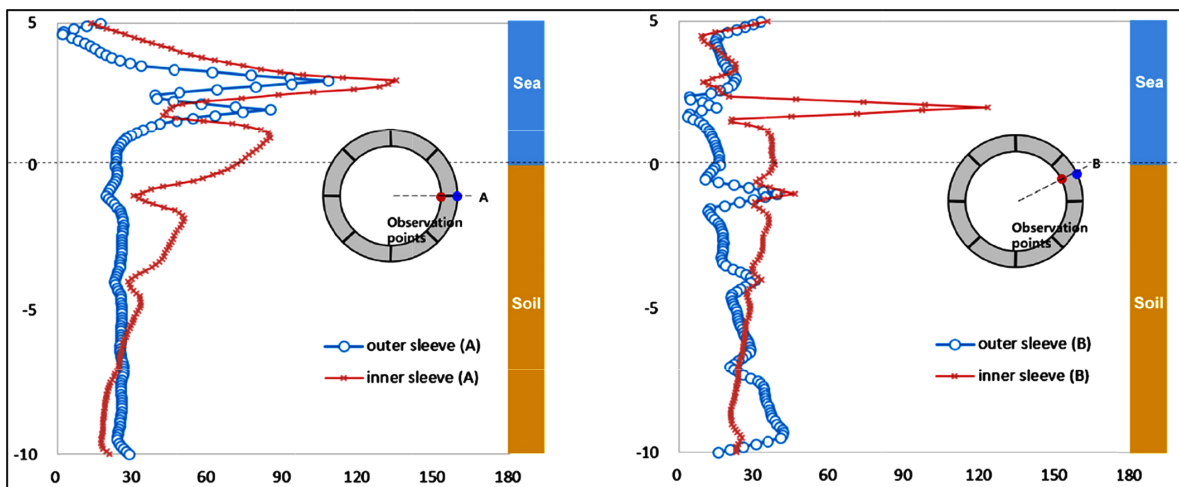 5
0
-5
-10
0 30 60 90 120 150 180
Sea
Soil
A
Observation
points
outer sleeve (A)
inner sleeve (A)
5
0
-5
-10
0 30 60 90 120 150 180
Sea
Soil
B
Observation
points
outer sleeve (B)
inner sleeve (B)